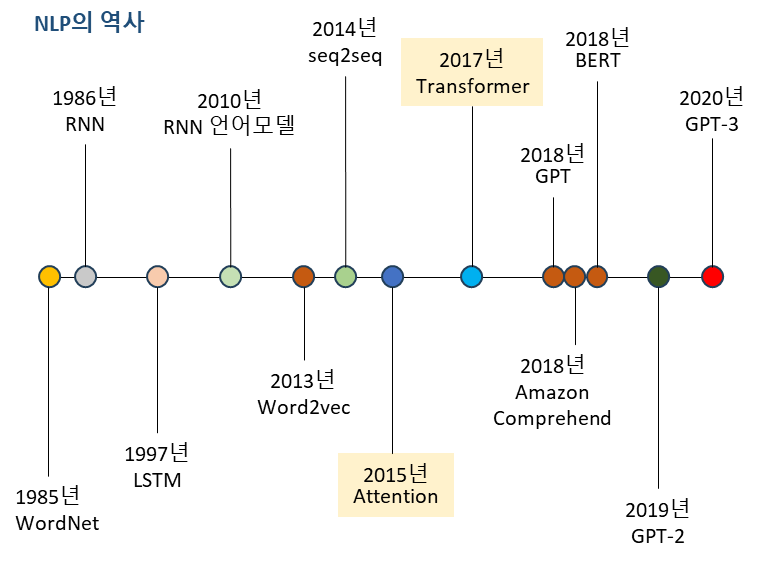 NLP의 역사
1985년
WordNet
1986년
RNN
1997년
LSTM
2010년
RNN 언어모델
2013년
Word2vec
2014년
seq2seq
2015년
Attention
2017년
Transformer
2018년
GPT
2018년
Amazon
Comprehend
2018년
BERT
2019년
GPT-2
2020년
GPT-3